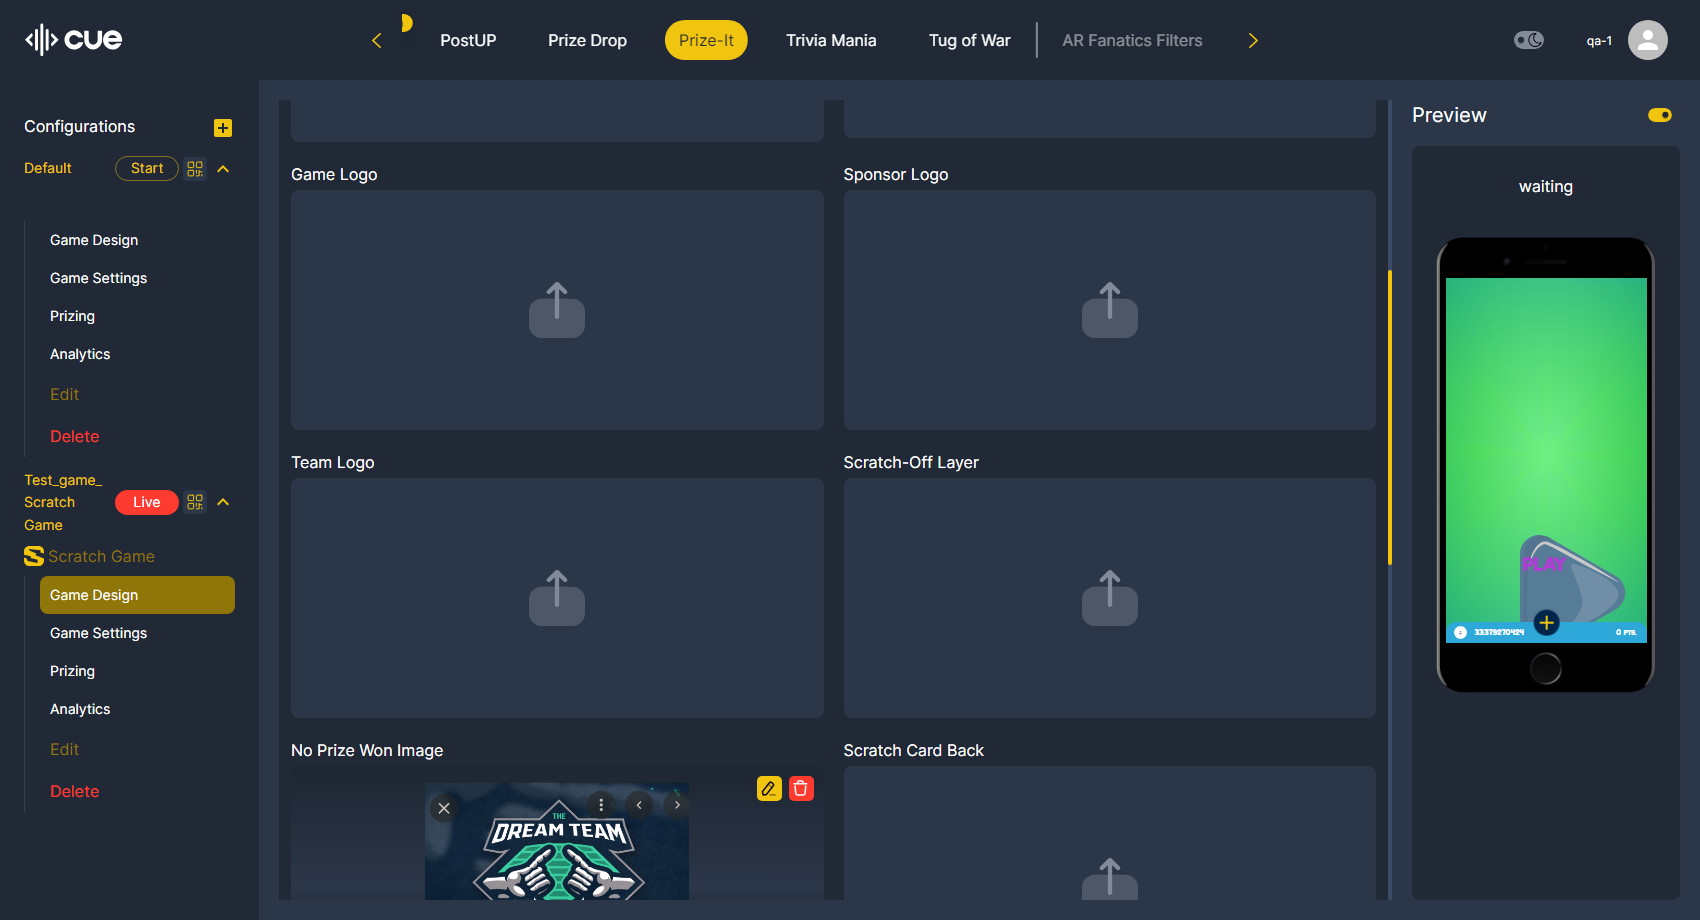 cue
PostUP
Prize Drop
Prize-It
Trivia Mania
Tug of War
AR Fanatics Filters
qa-1
Configurations
Default
Start
Game Design
Game Settings
Prizing
Analytics
Edit
Delete
Test_game_
Scratch
Game
Live
Scratch Game
Game Design
Game Settings
Prizing
Analytics
Edit
Delete
Game Logo
Sponsor Logo
Team Logo
Scratch-Off Layer
No Prize Won Image
Scratch Card Back
THE
DREAM TEAM
Preview
waiting
PLAY
33379270424
0 PTS.